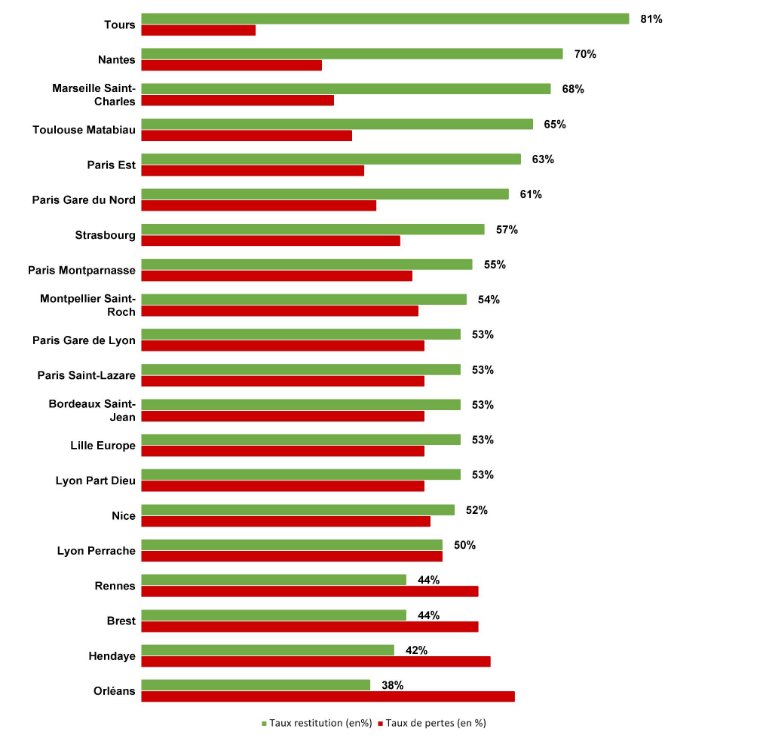 Tours
81%
Nantes
70%
Marseille Saint-
Charles
68%
Toulouse Matabiau
65%
Paris Est
63%
Paris Gare du Nord
61%
Strasbourg
57%
Paris Montparnasse
55%
Montpellier Saint-
Roch
54%
Paris Gare de Lyon
53%
Paris Saint-Lazare
53%
Bordeaux Saint-
Jean
53%
Lille Europe
53%
Lyon Part Dieu
53%
Nice
52%
Lyon Perrache
50%
Rennes
44%
Brest
44%
Hendaye
42%
Orléans
38%
Taux restitution (en%) Taux de pertes (en %)